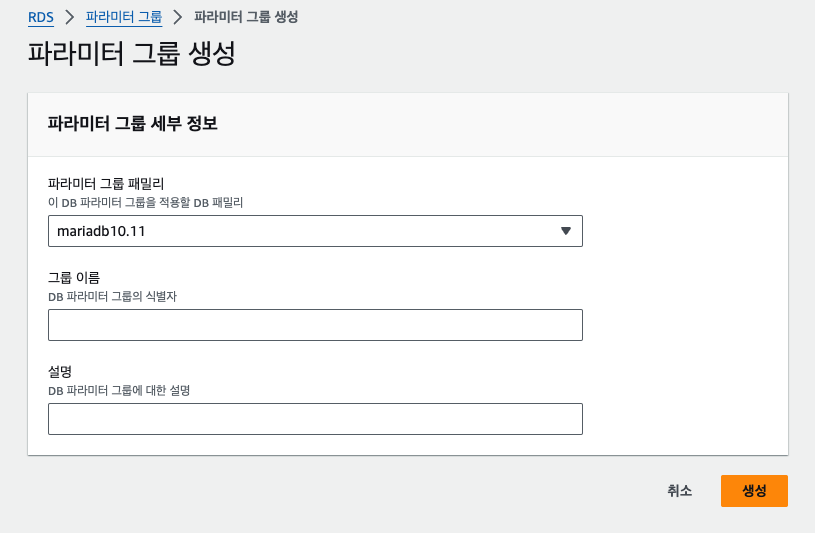 RDS > 파라미터 그룹 > 파라미터 그룹 생성
파라미터 그룹 생성
파라미터 그룹 세부 정보
파라미터 그룹 패밀리
이 DB 파라미터 그룹을 적용할 DB 패밀리
mariadb10.11
그룹 이름
DB 파라미터 그룹의 식별자
설명
DB 파라미터 그룹에 대한 설명
취소 생성